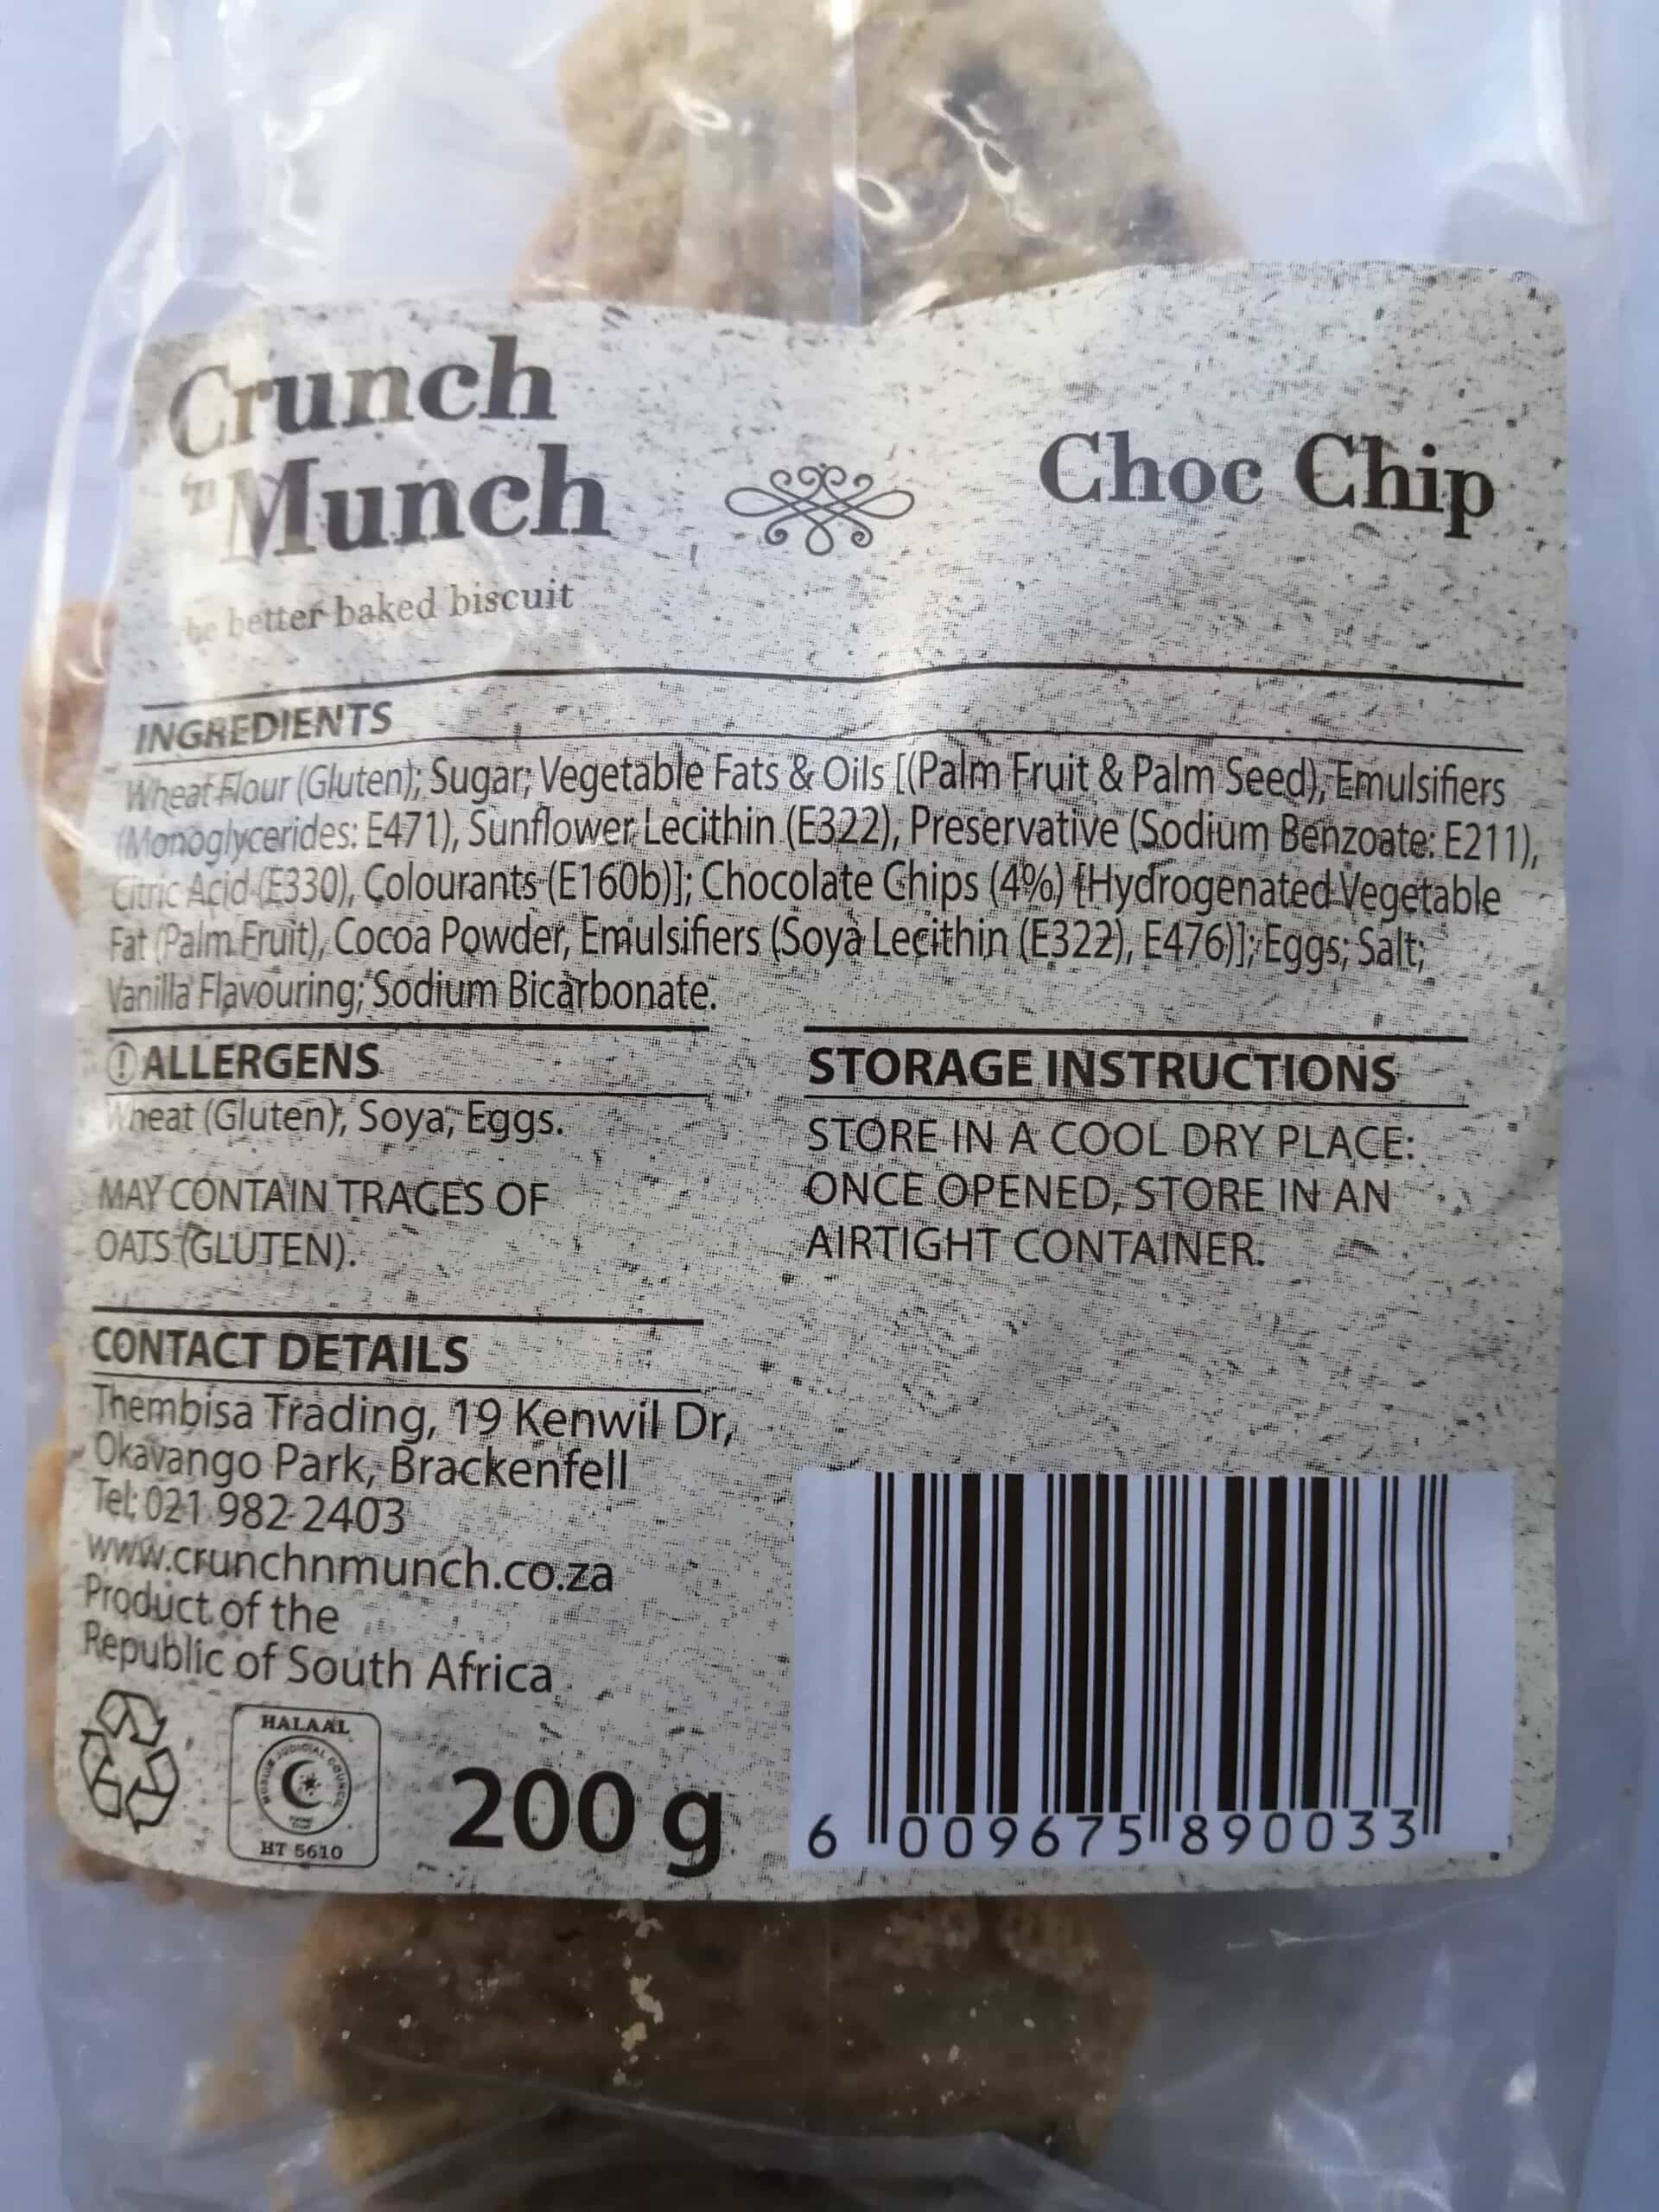 Crunch
'n Munch
he better baked biscuit
Choc Chip
INGREDIENTS
Wheat Flour (Gluten); Sugar; Vegetable Fats & Oils [(Palm Fruit & Palm Seed), Emulsifiers
(Monoglycerides: E471), Sunflower Lecithin (E322), Preservative (Sodium Benzoate: E211),
Citric Acid (E330), Colourants (E160b)]; Chocolate Chips (4%) [Hydrogenated Vegetable
Fat (Palm Fruit), Cocoa Powder, Emulsifiers (Soya Lecithin (E322), E476)]; Eggs; Salt;
Vanilla Flavouring; Sodium Bicarbonate.
! ALLERGENS
Wheat (Gluten), Soya, Eggs.
MAY CONTAIN TRACES OF
OATS (GLUTEN).
STORAGE INSTRUCTIONS
STORE IN A COOL DRY PLACE:
ONCE OPENED, STORE IN AN
AIRTIGHT CONTAINER.
CONTACT DETAILS
Thembisa Trading, 19 Kenwil Dr,
Okavango Park, Brackenfell
Tel: 021 982 2403
www.crunchnmunch.co.za
Product of the
Republic of South Africa
HALAAL
MUSLIM JUDICIAL COUNCIL
HT 5610
200 g
6 009675 890033